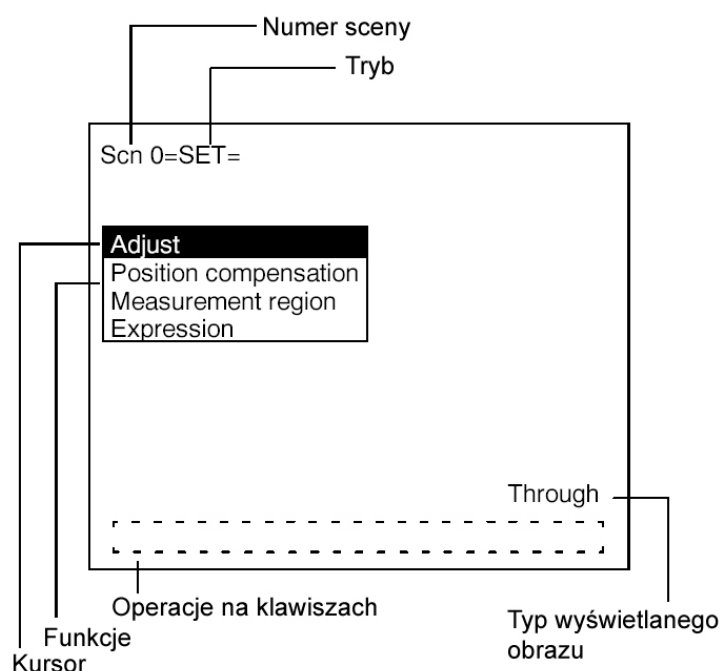 Numer sceny
Tryb
Scn 0=SET=
Adjust
Position compensation
Measurement region
Expression
Through
Operacje na klawiszach
Typ wyświetlanego
obrazu
Funkcje
Kursor